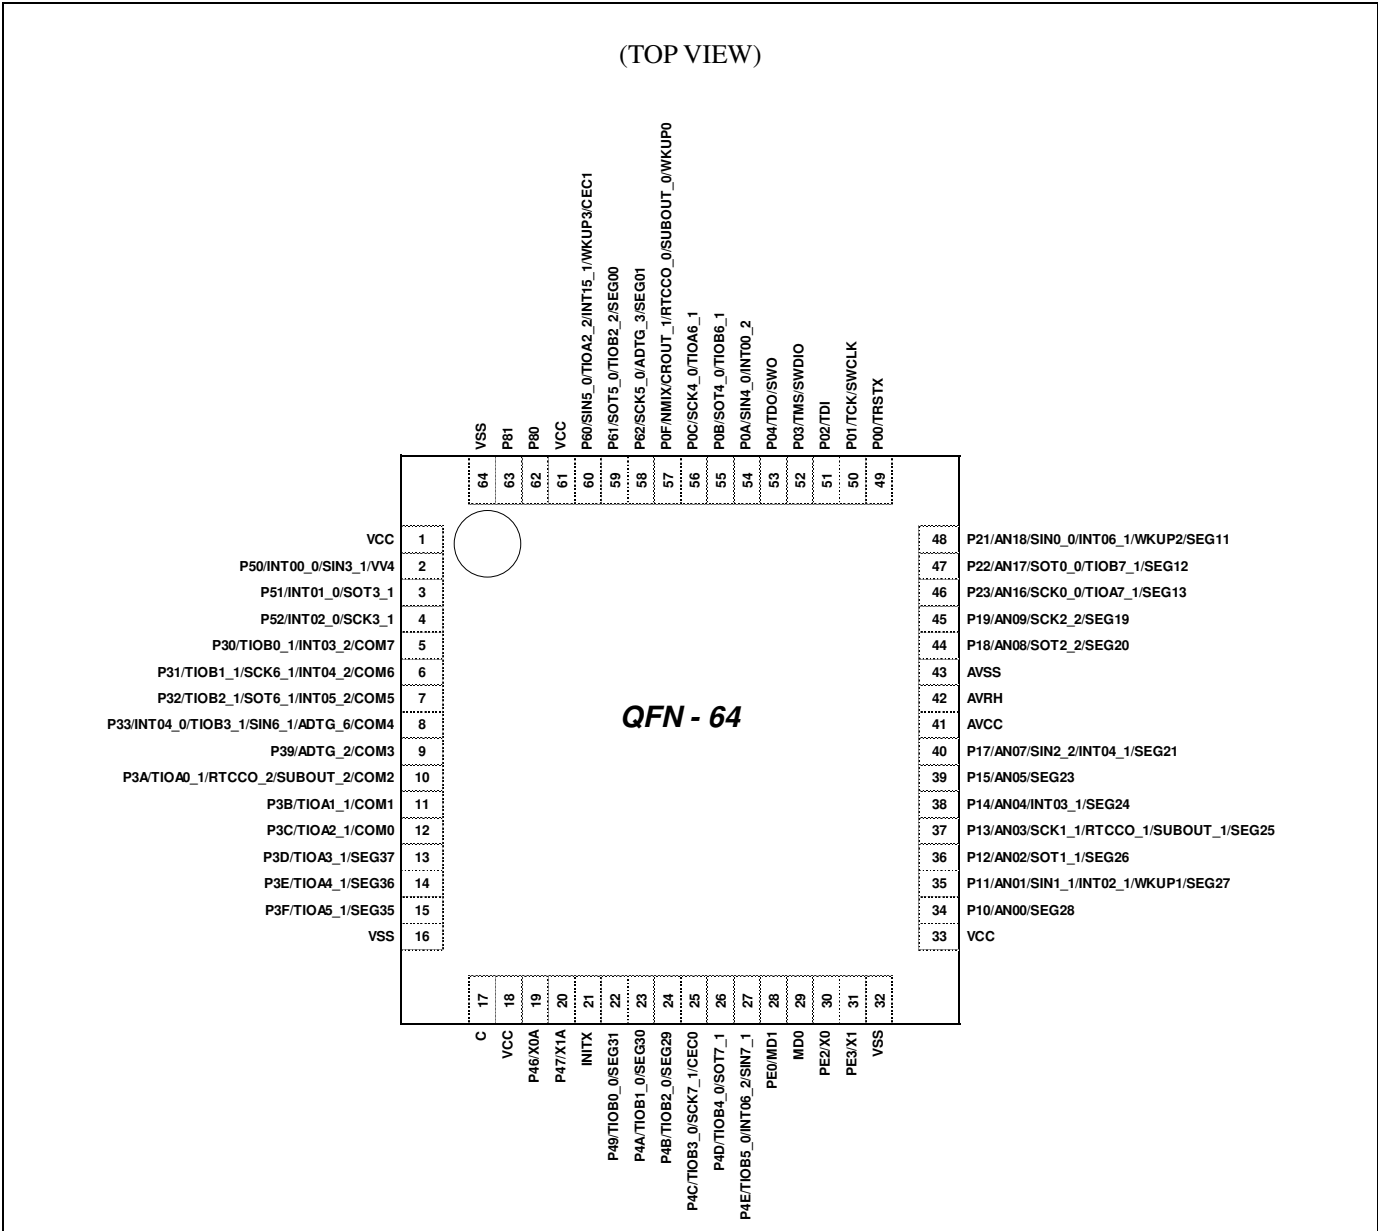 (TOP VIEW)
VSS
P81
P80
VCC
P60/SIN5_0/TIOA2_2/INT15_1/WKUP3/CEC1
P61/SOT5_0/TIOB2_2/SEG00
P62/SCK5_0/ADTG_3/SEG01
P0F/NMIX/CROUT_1/RTCCO_0/SUBOUT_0/WKUP0
P0C/SCK4_0/TIOA6_1
P0B/SOT4_0/TIOB6_1
P0A/SIN4_0/INT00_2
P04/TDO/SWO
P03/TMS/SWDIO
P02/TDI
P01/TCK/SWCLK
P00/TRSTX
64
63
62
61
60
59
58
57
56
55
54
53
52
51
50
49
VCC 1
P50/INT00_0/SIN3_1/VV4 2
P51/INT01_0/SOT3_1 3
P52/INT02_0/SCK3_1 4
P30/TIOB0_1/INT03_2/COM7 5
P31/TIOB1_1/SCK6_1/INT04_2/COM6 6
P32/TIOB2_1/SOT6_1/INT05_2/COM5 7
P33/INT04_0/TIOB3_1/SIN6_1/ADTG_6/COM4 8
P39/ADTG_2/COM3 9
P3A/TIOA0_1/RTCCO_2/SUBOUT_2/COM2 10
P3B/TIOA1_1/COM1 11
P3C/TIOA2_1/COM0 12
P3D/TIOA3_1/SEG37 13
P3E/TIOA4_1/SEG36 14
P3F/TIOA5_1/SEG35 15
VSS 16
QFN - 64
48 P21/AN18/SIN0_0/INT06_1/WKUP2/SEG11
47 P22/AN17/SOT0_0/TIOB7_1/SEG12
46 P23/AN16/SCK0_0/TIOA7_1/SEG13
45 P19/AN09/SCK2_2/SEG19
44 P18/AN08/SOT2_2/SEG20
43 AVSS
42 AVRH
41 AVCC
40 P17/AN07/SIN2_2/INT04_1/SEG21
39 P15/AN05/SEG23
38 P14/AN04/INT03_1/SEG24
37 P13/AN03/SCK1_1/RTCCO_1/SUBOUT_1/SEG25
36 P12/AN02/SOT1_1/SEG26
35 P11/AN01/SIN1_1/INT02_1/WKUP1/SEG27
34 P10/AN00/SEG28
33 VCC
17
18
19
20
21
22
23
24
25
26
27
28
29
30
31
32
C
VCC
P46/X0A
P47/X1A
INITX
P49/TIOB0_0/SEG31
P4A/TIOB1_0/SEG30
P4B/TIOB2_0/SEG29
P4C/TIOB3_0/SCK7_1/CEC0
P4D/TIOB4_0/SOT7_1
P4E/TIOB5_0/INT06_2/SIN7_1
PE0/MD1
MD0
PE2/X0
PE3/X1
VSS